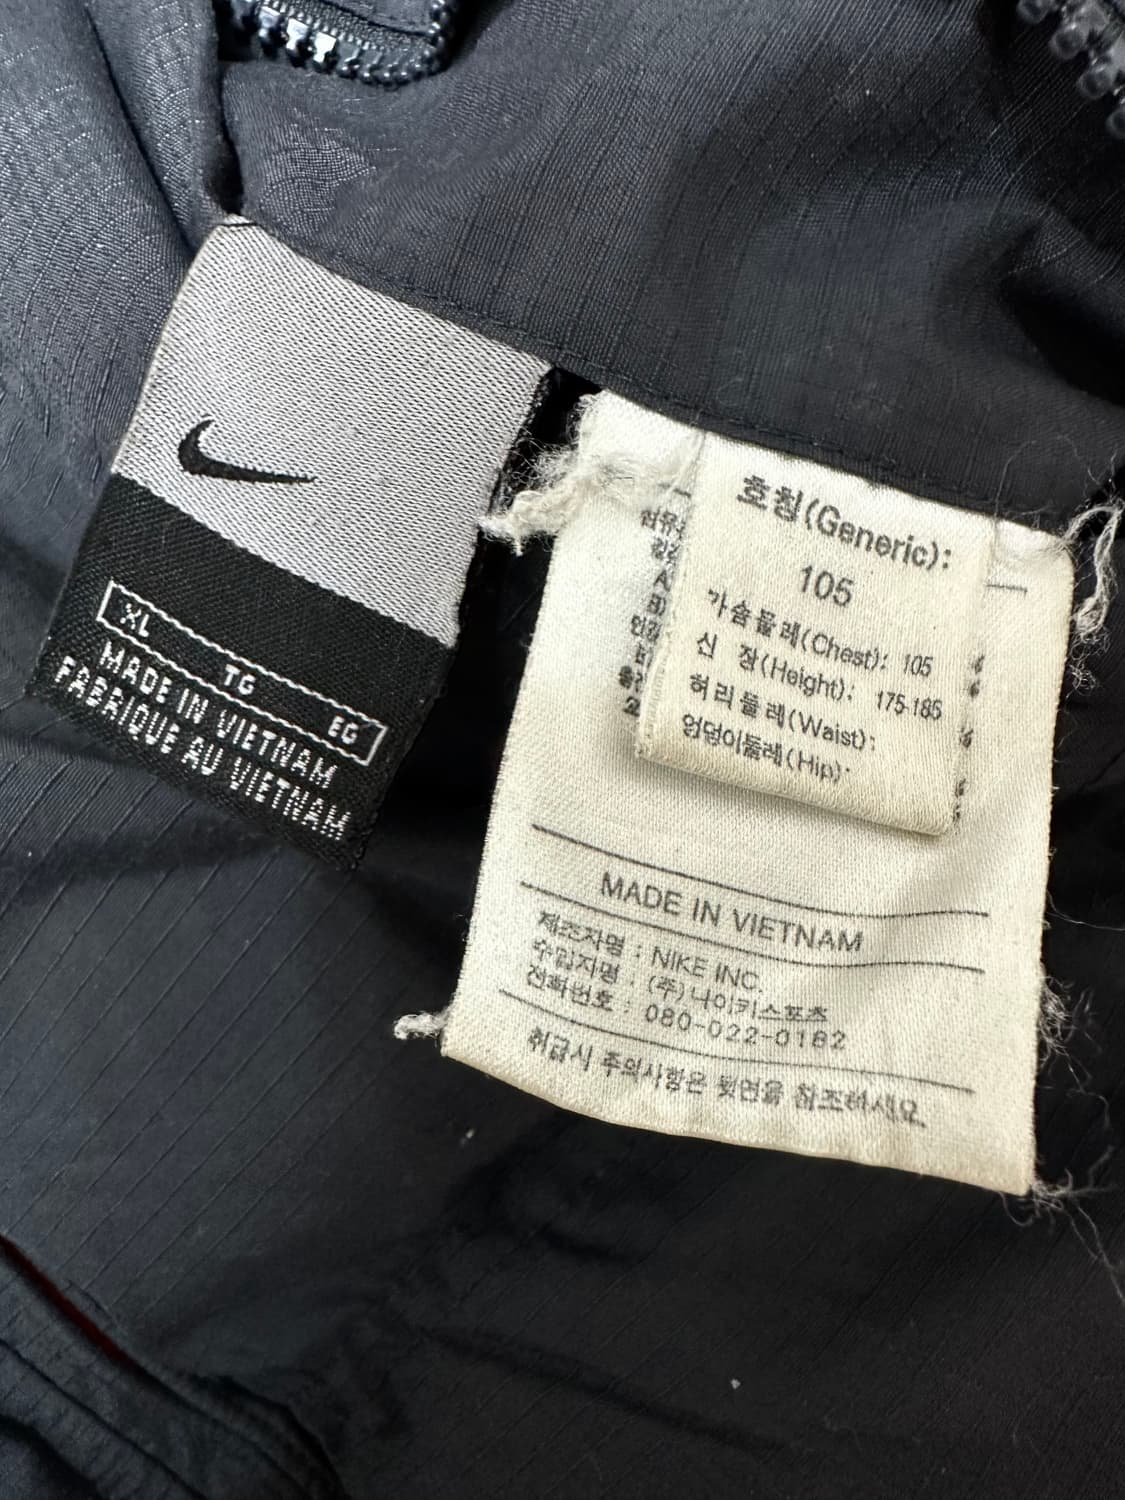 XL TG EG
MADE IN VIETNAM
FABRIQUE AU VIETNAM
호칭(Generic):
105
가슴둘레(Chest): 105
신 장(Height): 175-185
허리둘레(Waist):
엉덩이둘레(Hip):
MADE IN VIETNAM
제조자명 : NIKE INC.
수입자명 : (주)나이키스포츠
전화번호 : 080-022-0182
취급시 주의사항은 뒷면을 참조하세요.